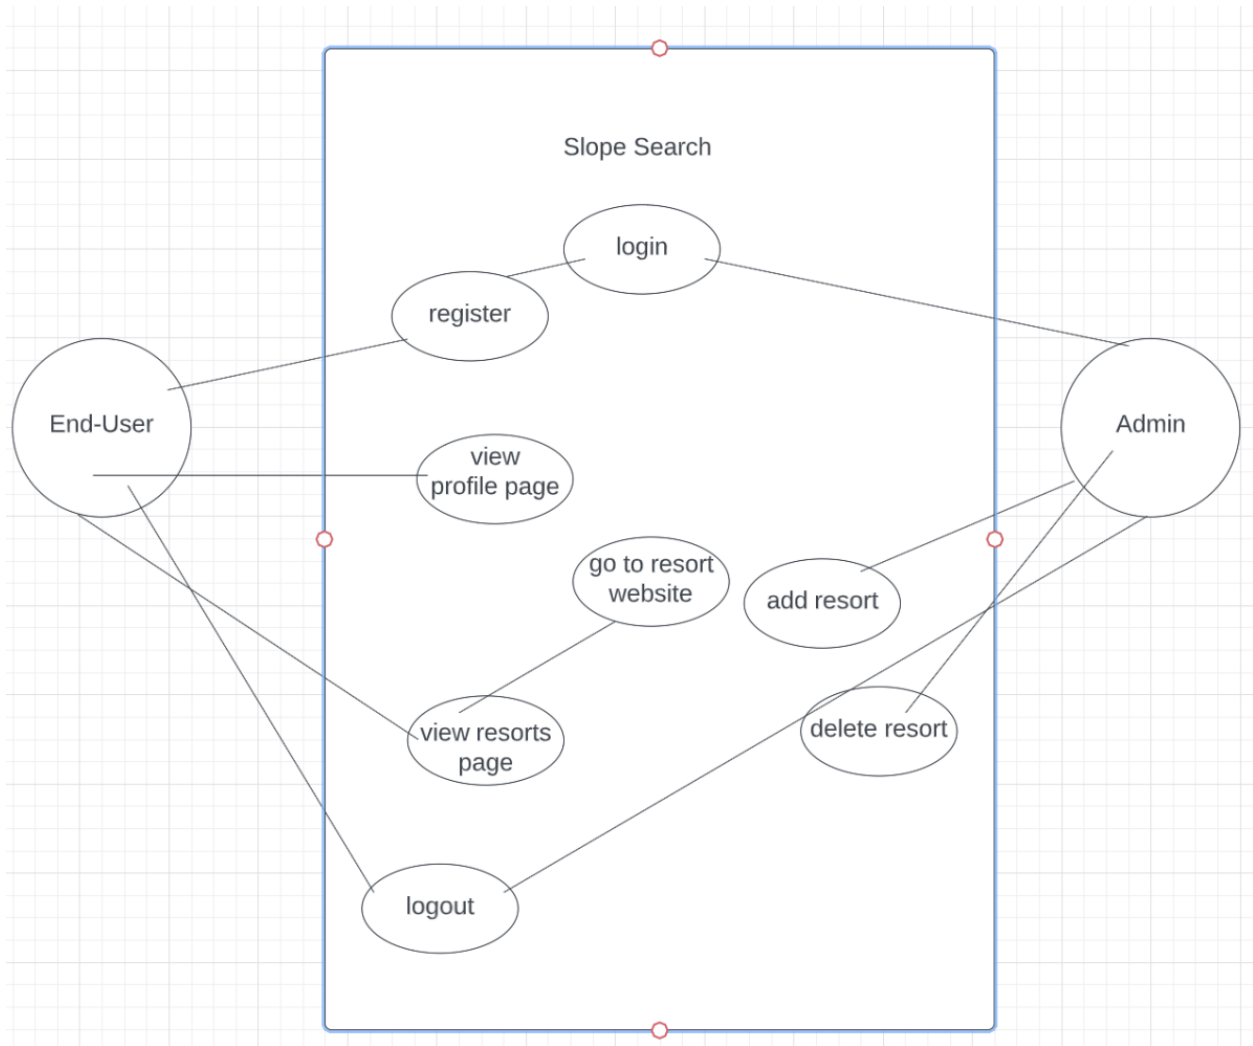 Slope Search
login
register
End-User
Admin
view
profile page
go to resort
website
add resort
view resorts
page
delete resort
logout